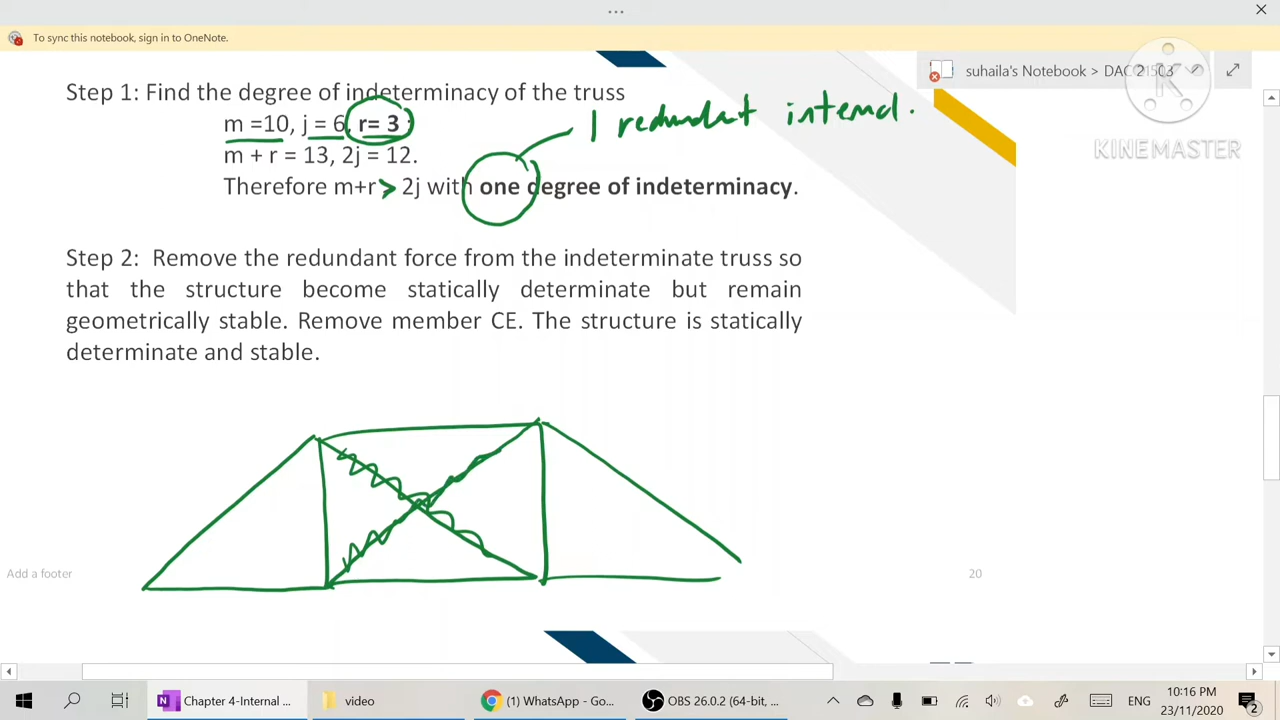 To sync this notebook, sign in to OneNote.
suhaila's Notebook > DAC 21503
KINEMASTER
Step 1: Find the degree of indeterminacy of the truss
m =10, j = 6, r= 3
1 redundant internal.
m + r = 13, 2j = 12.
Therefore m+r > 2j with one degree of indeterminacy.
Step 2: Remove the redundant force from the indeterminate truss so
that the structure become statically determinate but remain
geometrically stable. Remove member CE. The structure is statically
determinate and stable.
Add a footer
20
Chapter 4-Internal ...
video
(1) WhatsApp - Go...
OBS 26.0.2 (64-bit, ...
ENG
10:16 PM
23/11/2020
2